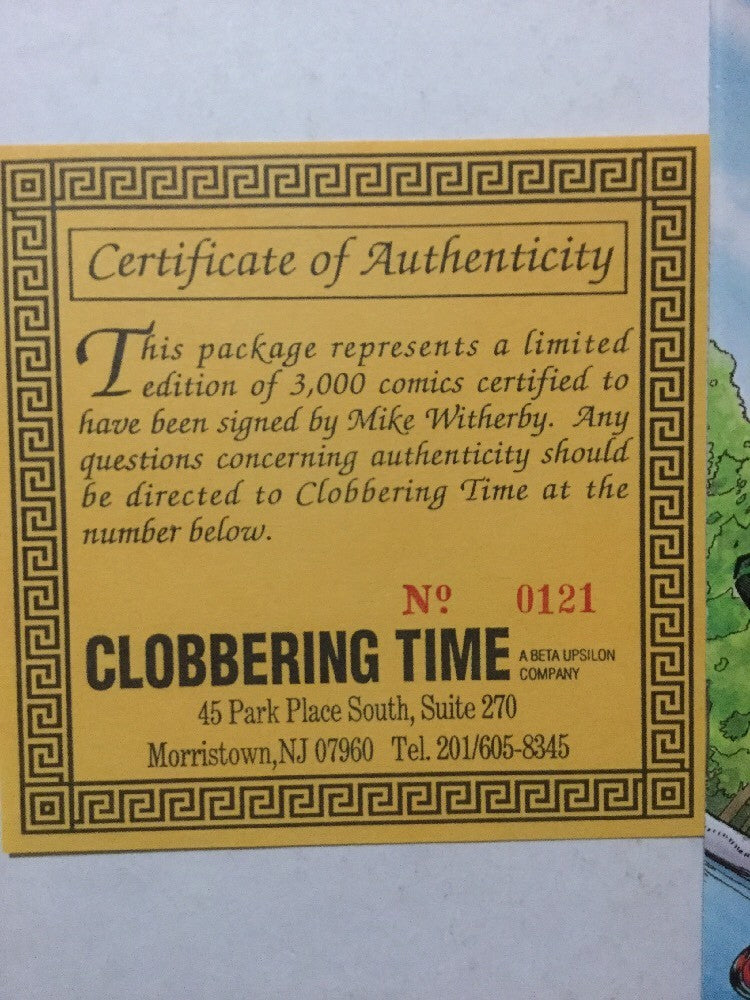 Certificate of Authenticity
This package represents a limited
edition of 3,000 comics certified to
have been signed by Mike Witherby. Any
questions concerning authenticity should
be directed to Clobbering Time at the
number below.
Nº 0121
CLOBBERING TIME A BETA UPSILON
COMPANY
45 Park Place South, Suite 270
Morristown,NJ 07960 Tel. 201/605-8345